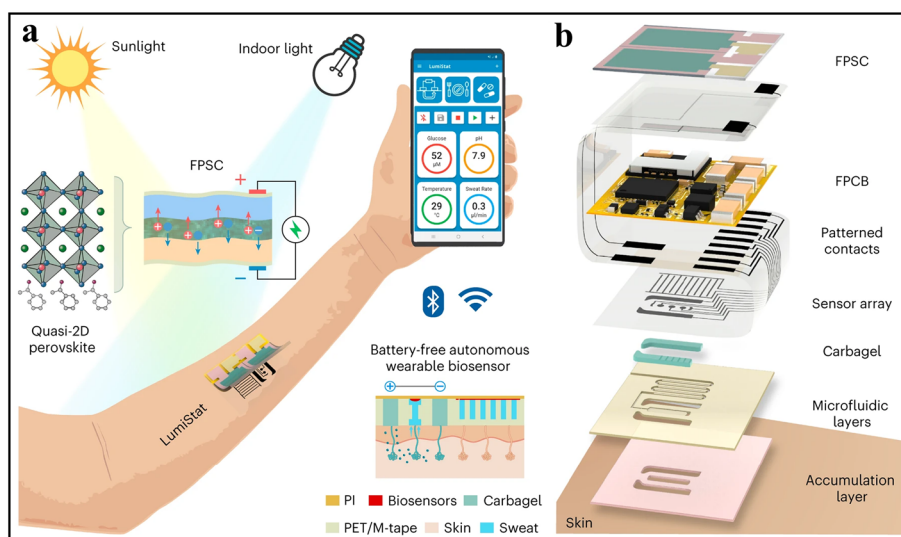 a
Sunlight
Indoor light
FPSC
+
−
Quasi-2D
perovskite
LumiStat
LumiStat
Glucose
52
µM
pH
7.9
Temperature
29
°C
Sweat Rate
0.3
µl/min
Battery-free autonomous
wearable biosensor
+ −
PI Biosensors Carbagel
PET/M-tape Skin Sweat
b
FPSC
FPCB
Patterned
contacts
Sensor array
Carbagel
Microfluidic
layers
Accumulation
layer
Skin